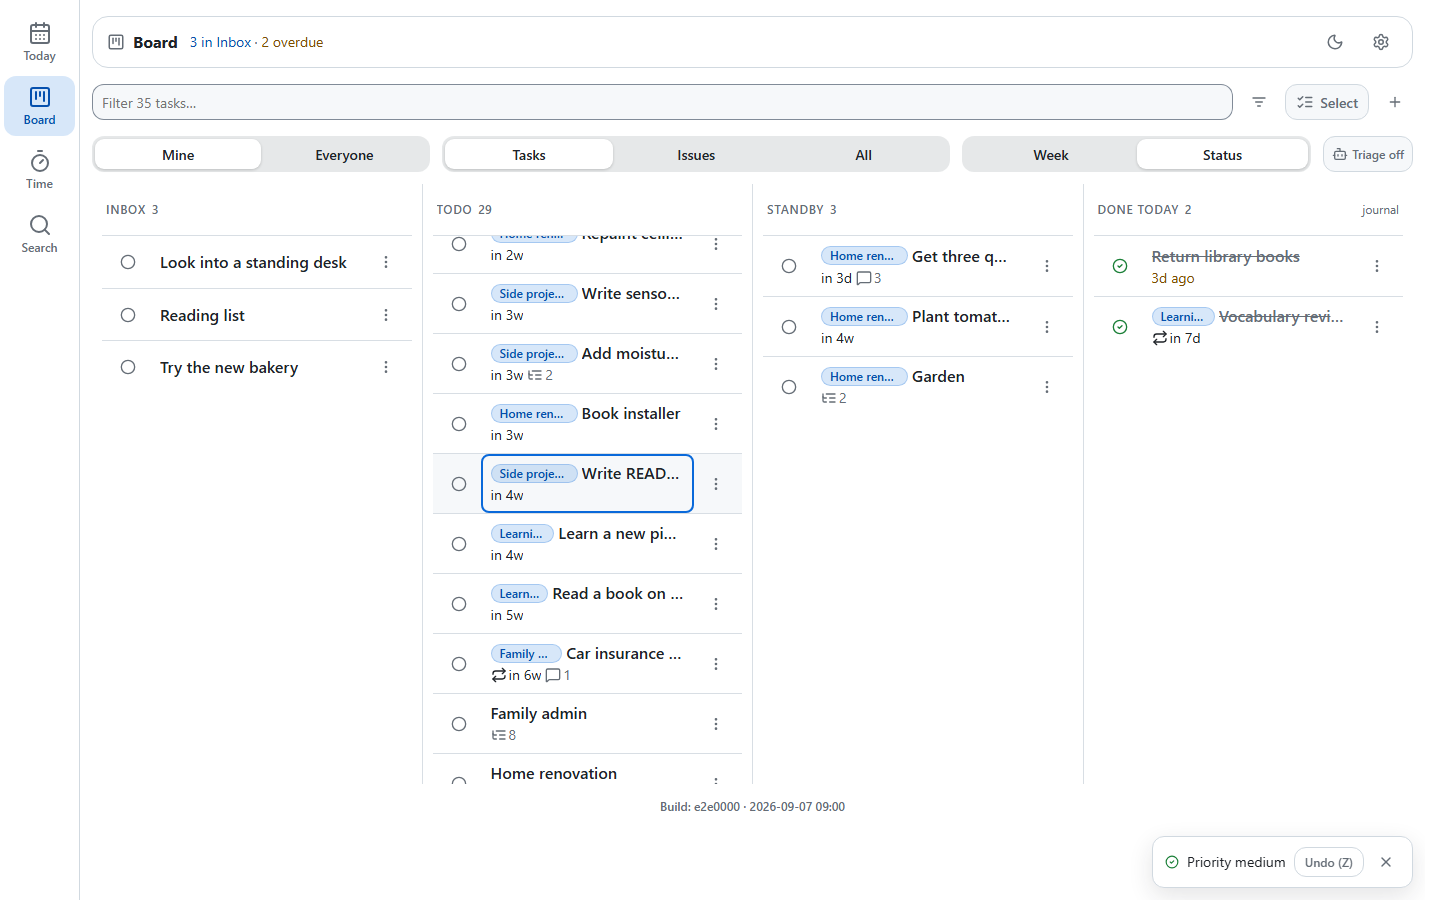 Today
Board
Time
Search
Board 3 in Inbox · 2 overdue
Filter 35 tasks...
Select
Mine Everyone Tasks Issues All Week Status Triage off
INBOX 3
Look into a standing desk
Reading list
Try the new bakery
TODO 29
in 2w
Side proje... Write senso...
in 3w
Side proje... Add moistu...
in 3w 2
Home ren... Book installer
in 3w
Side proje... Write READ...
in 4w
Learni... Learn a new pi...
in 4w
Learn... Read a book on ...
in 5w
Family ... Car insurance ...
in 6w 1
Family admin
8
Home renovation
STANDBY 3
Home ren... Get three q...
in 3d 3
Home ren... Plant tomat...
in 4w
Home ren... Garden
2
DONE TODAY 2 journal
Return library books
3d ago
Learni... Vocabulary revi...
in 7d
Build: e2e0000 · 2026-09-07 09:00
Priority medium Undo (Z)